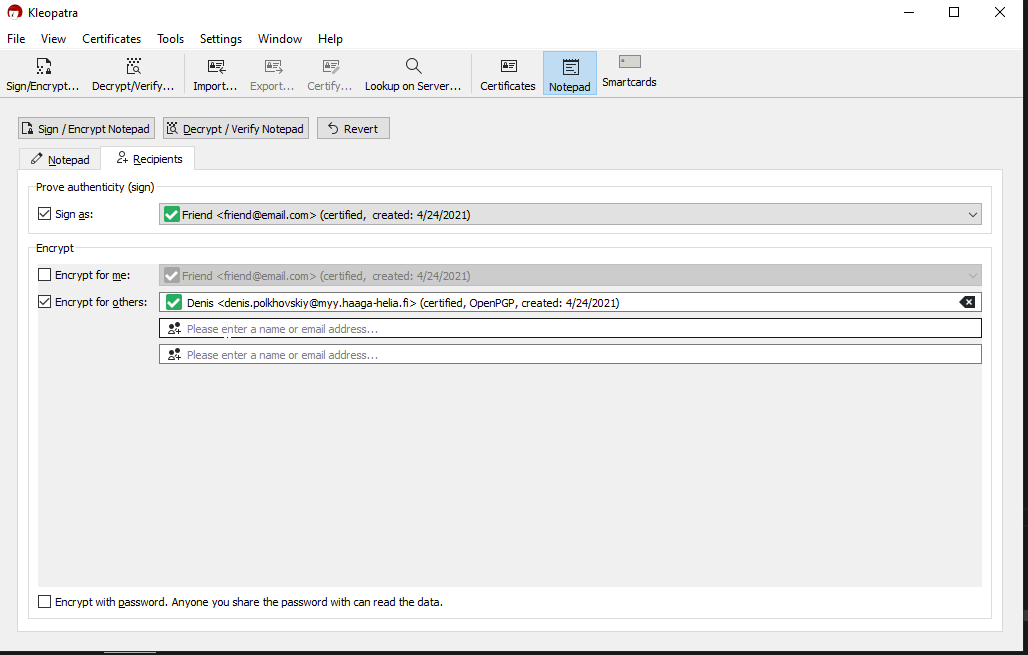 Kleopatra
File View Certificates Tools Settings Window Help
Sign/Encrypt... Decrypt/Verify... Import... Export... Certify... Lookup on Server... Certificates Notepad Smartcards
Sign / Encrypt Notepad Decrypt / Verify Notepad Revert
Notepad Recipients
Prove authenticity (sign)
Sign as: Friend <friend@email.com> (certified, created: 4/24/2021)
Encrypt
Encrypt for me: Friend <friend@email.com> (certified, created: 4/24/2021)
Encrypt for others: Denis <denis.polkhovskiy@myy.haaga-helia.fi> (certified, OpenPGP, created: 4/24/2021)
Please enter a name or email address...
Please enter a name or email address...
Encrypt with password. Anyone you share the password with can read the data.